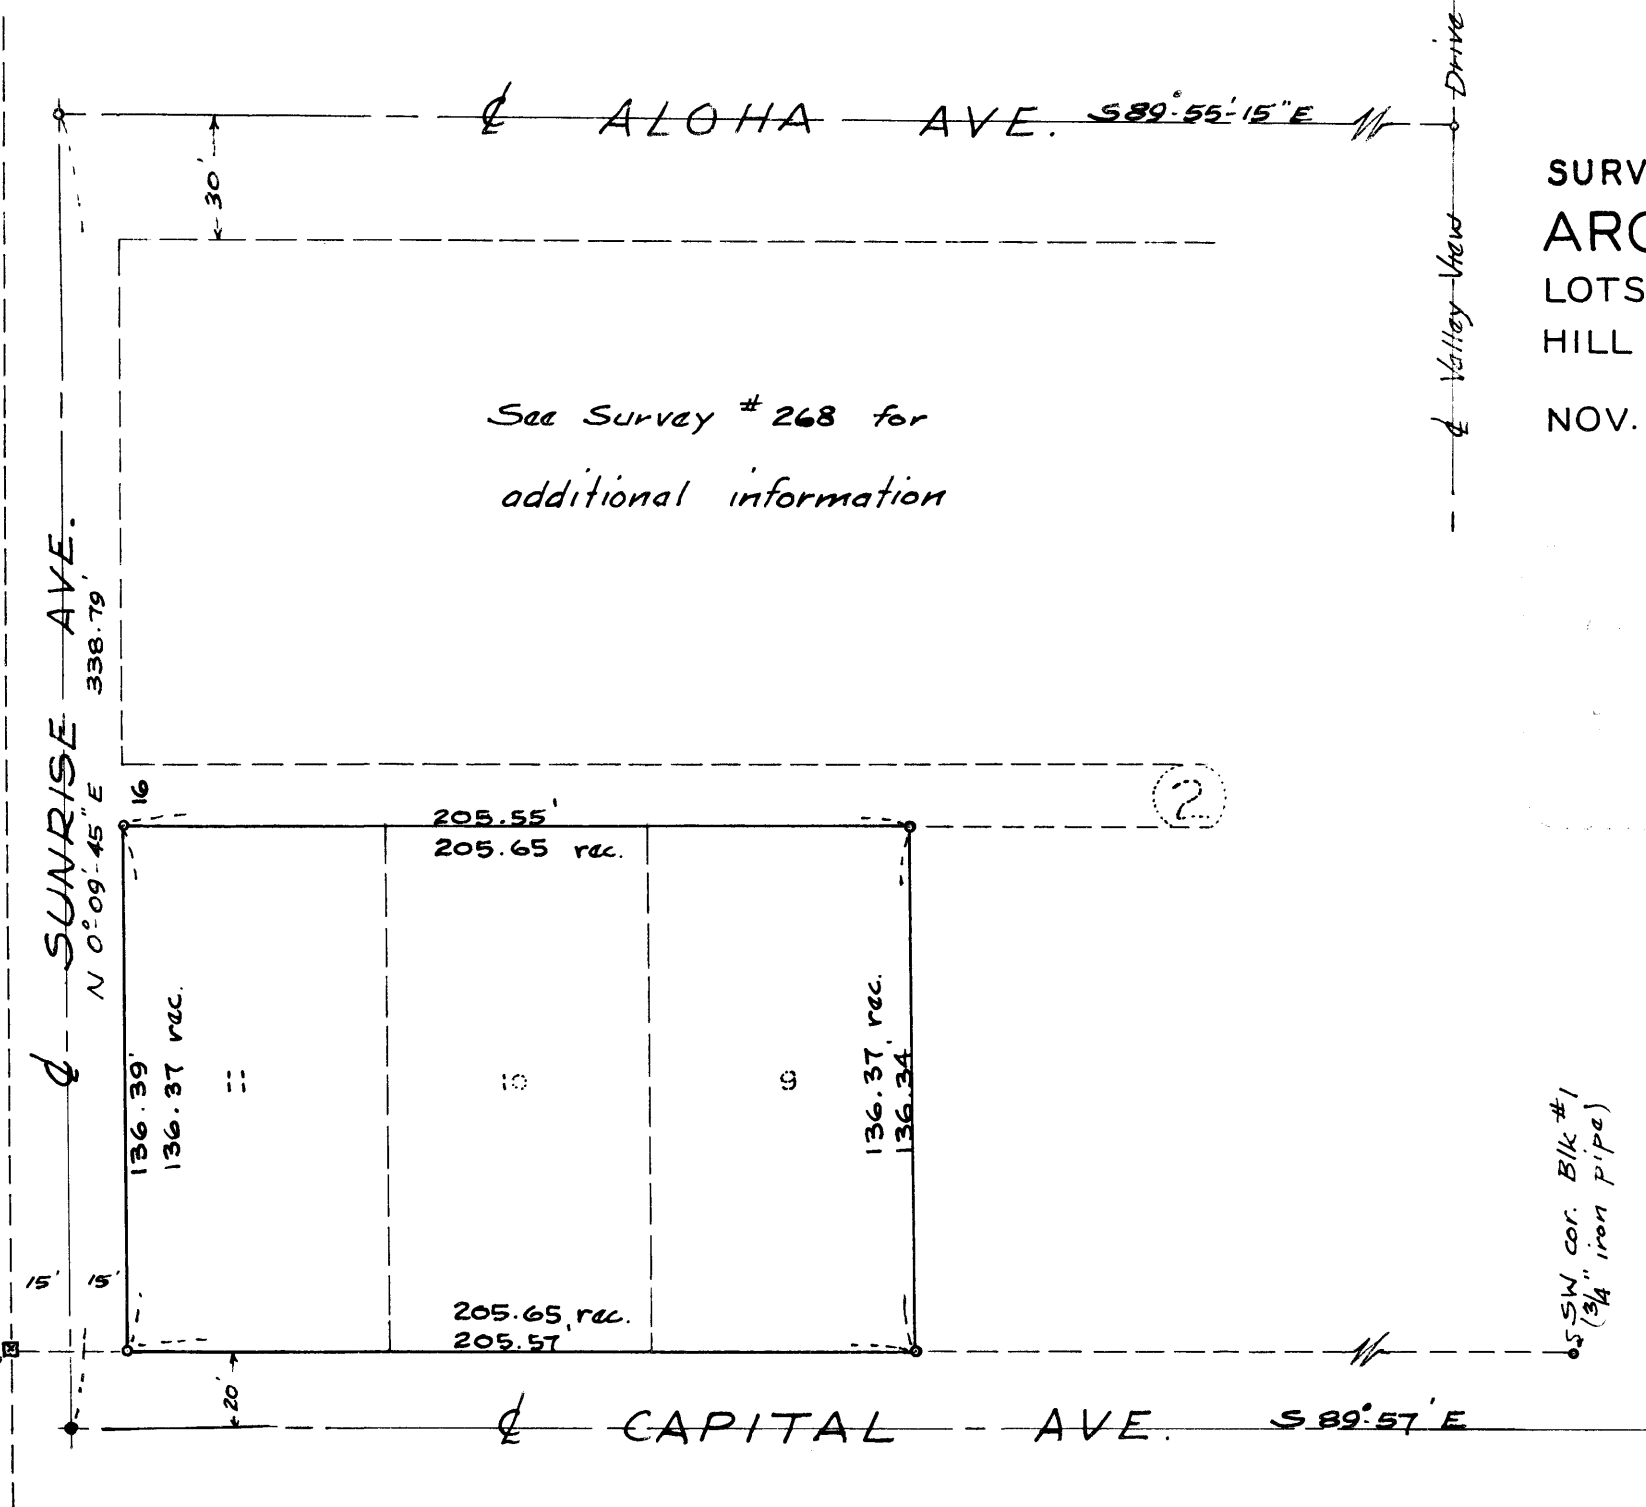 ℄ ALOHA AVE. S 89°-55'-15" E
Drive
℄ Valley View
30'
SURV
ARC
LOTS
HILL
NOV.
See Survey # 268 for
additional information
℄ SUNRISE AVE.
N 0°-09'-45" E 338.79'
16
2
205.55'
205.65 rec.
136.39'
136.37 rec.
11
10
9
136.37 rec.
136.34'
SW cor. Blk #1
(3/4" iron pipe)
15' 15'
205.65 rec.
205.57'
20'
℄ CAPITAL AVE. S 89°-57' E